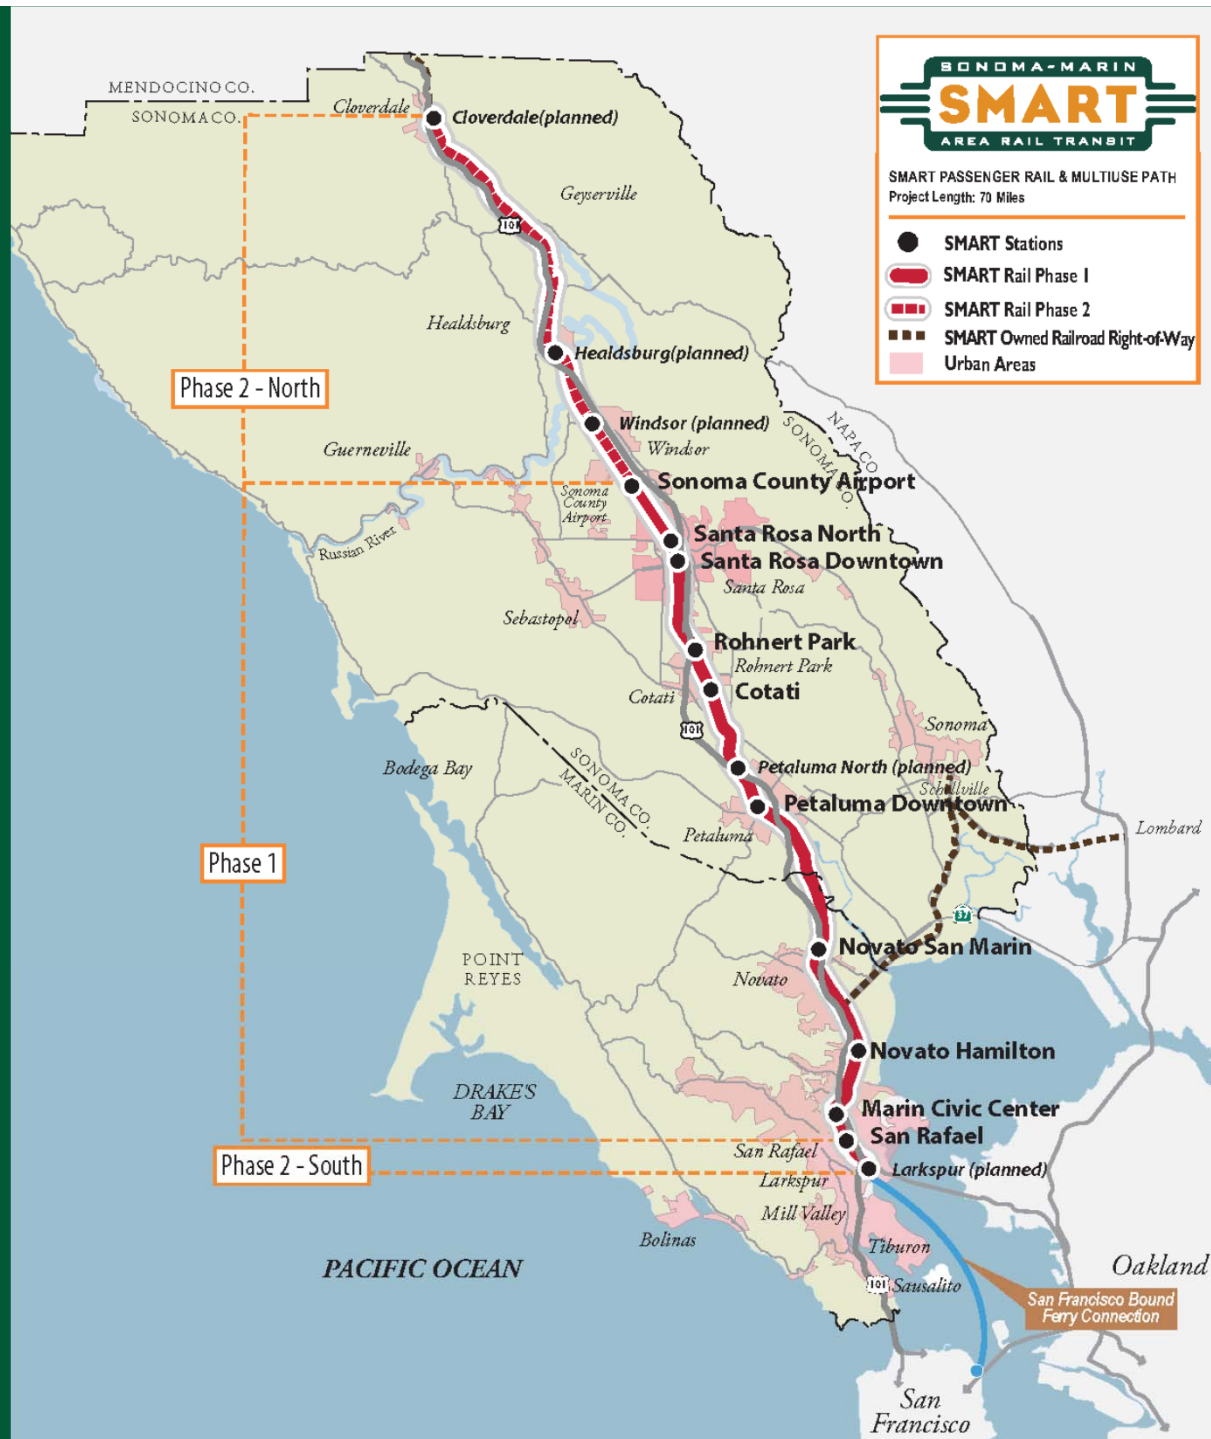 MENDOCINO CO.
SONOMA CO.
Cloverdale
Cloverdale(planned)
SONOMA-MARIN
SMART
AREA RAIL TRANSIT
SMART PASSENGER RAIL & MULTIUSE PATH
Project Length: 70 Miles
SMART Stations
SMART Rail Phase 1
SMART Rail Phase 2
SMART Owned Railroad Right-of-Way
Urban Areas
Geyserville
101
Healdsburg
Healdsburg(planned)
Phase 2 - North
Windsor (planned)
Windsor
NAPA CO.
SONOMA CO.
Guerneville
Sonoma County Airport
Sonoma
County
Airport
Russian River
Santa Rosa North
Santa Rosa Downtown
Santa Rosa
Sebastopol
Rohnert Park
Rohnert Park
Cotati
Cotati
101
Sonoma
SONOMA CO.
MARIN CO.
Bodega Bay
Petaluma North (planned)
Schellville
Petaluma Downtown
Petaluma
Lombard
Phase 1
37
Novato San Marin
POINT
REYES
Novato
Novato Hamilton
DRAKE'S
BAY
Marin Civic Center
San Rafael
San Rafael
Phase 2 - South
Larkspur (planned)
Larkspur
Mill Valley
Bolinas
Tiburon
PACIFIC OCEAN
Oakland
101
Sausalito
San Francisco Bound
Ferry Connection
San
Francisco